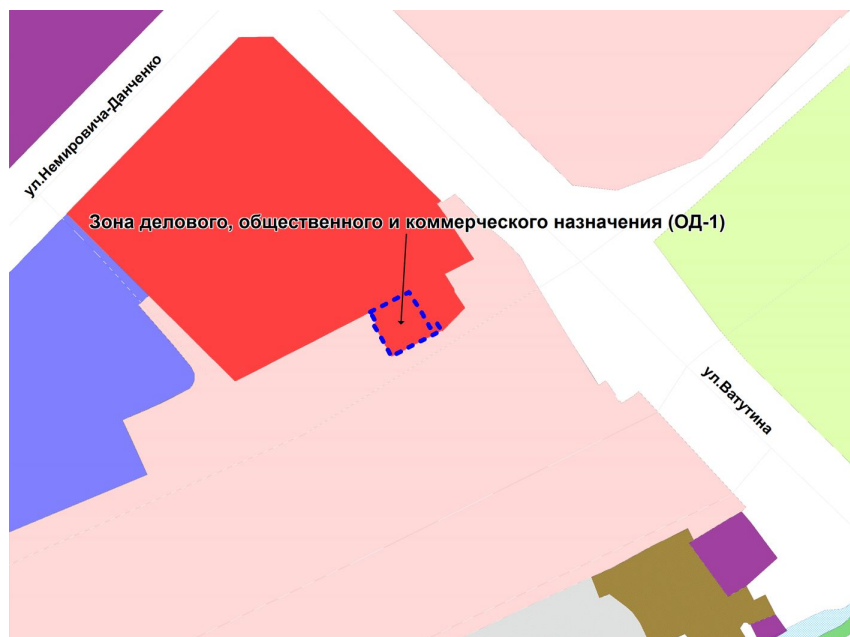 ул.Немировича-Данченко
Зона делового, общественного и коммерческого назначения (ОД-1)
ул.Ватутина